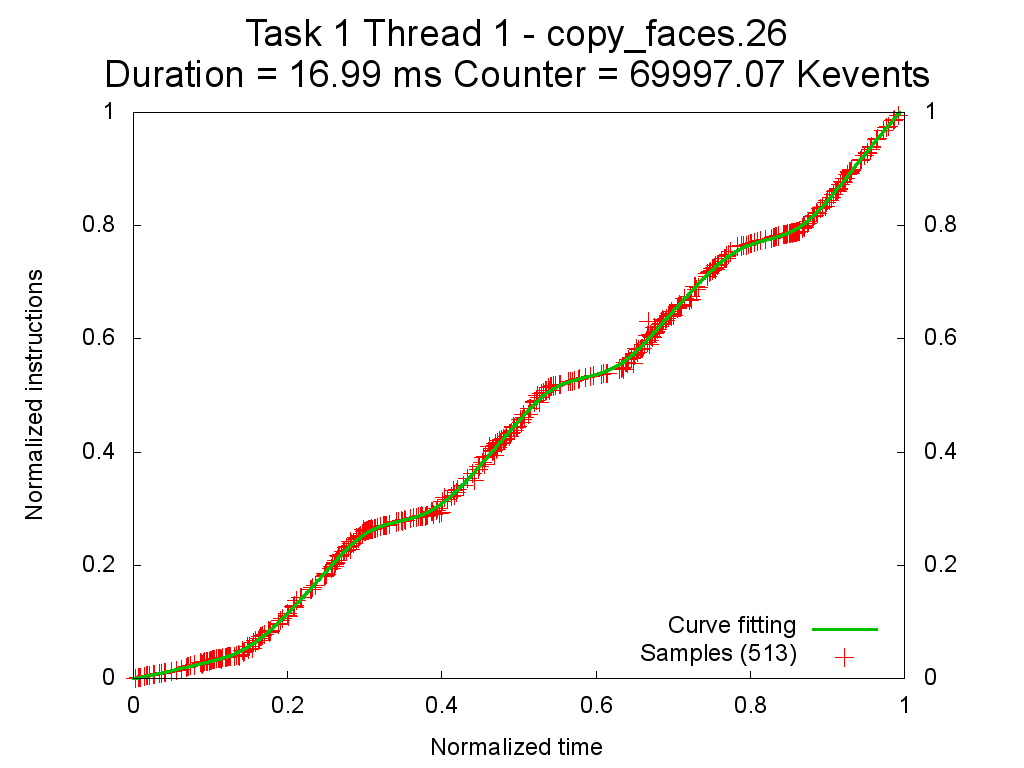 Task 1 Thread 1 - copy_faces.26
Duration = 16.99 ms Counter = 69997.07 Kevents
1 1
0.8 0.8
0.6 0.6
0.4 0.4
0.2 0.2
0 0
Normalized instructions
Curve fitting
Samples (513)
0 0.2 0.4 0.6 0.8 1
Normalized time